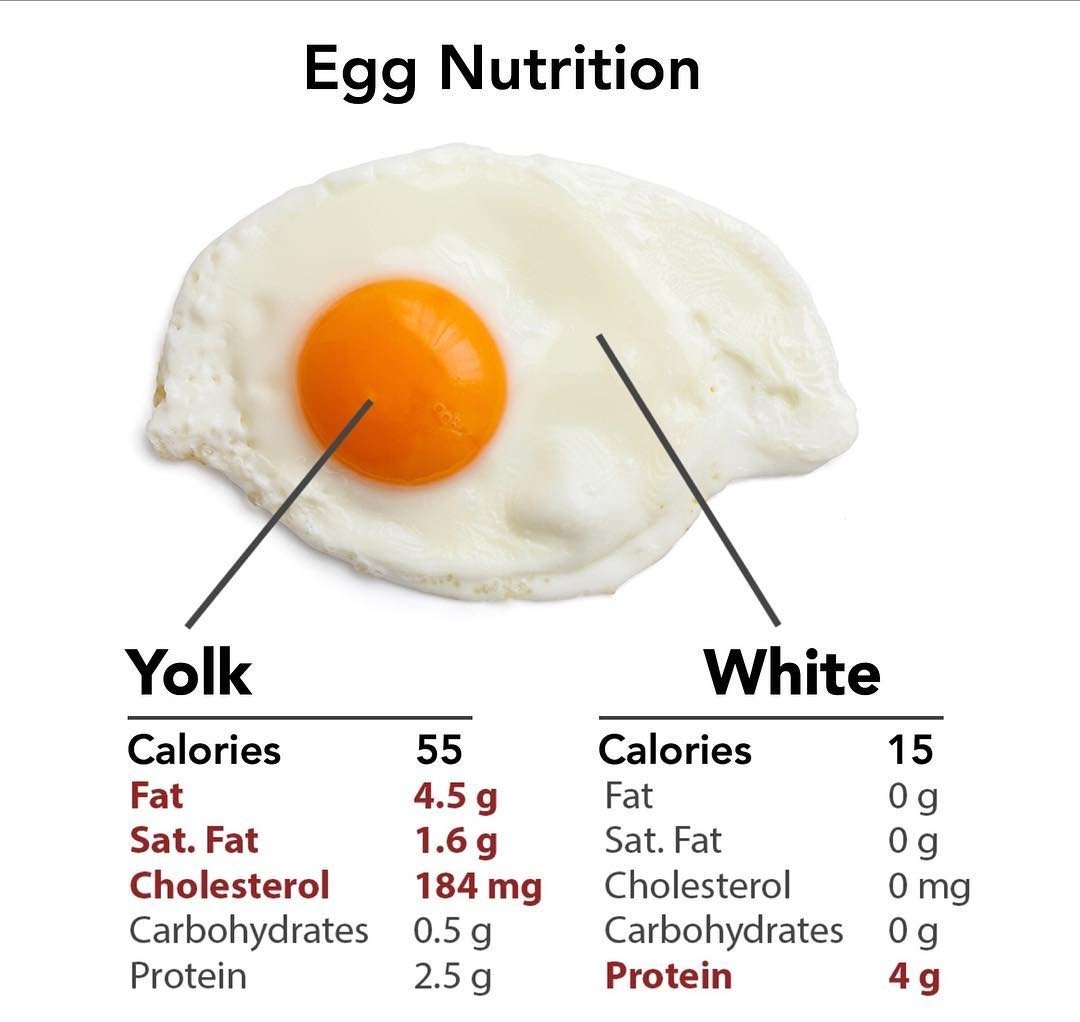 Egg Nutrition
Yolk
Calories 55
Fat 4.5 g
Sat. Fat 1.6 g
Cholesterol 184 mg
Carbohydrates 0.5 g
Protein 2.5 g
White
Calories 15
Fat 0 g
Sat. Fat 0 g
Cholesterol 0 mg
Carbohydrates 0 g
Protein 4 g